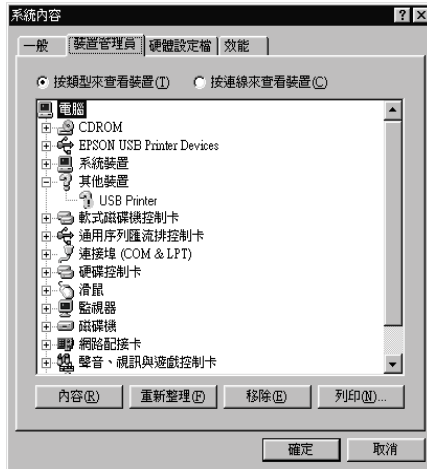 系統內容
一般 裝置管理員 硬體設定檔 效能
按類型來查看裝置(T) 按連線來查看裝置(C)
電腦
CDROM
EPSON USB Printer Devices
系統裝置
其他裝置
USB Printer
軟式磁碟機控制卡
通用序列匯流排控制卡
連接埠 (COM & LPT)
硬碟控制卡
滑鼠
監視器
磁碟機
網路配接卡
聲音、視訊與遊戲控制卡
內容(R) 重新整理(F) 移除(E) 列印(N)...
確定 取消